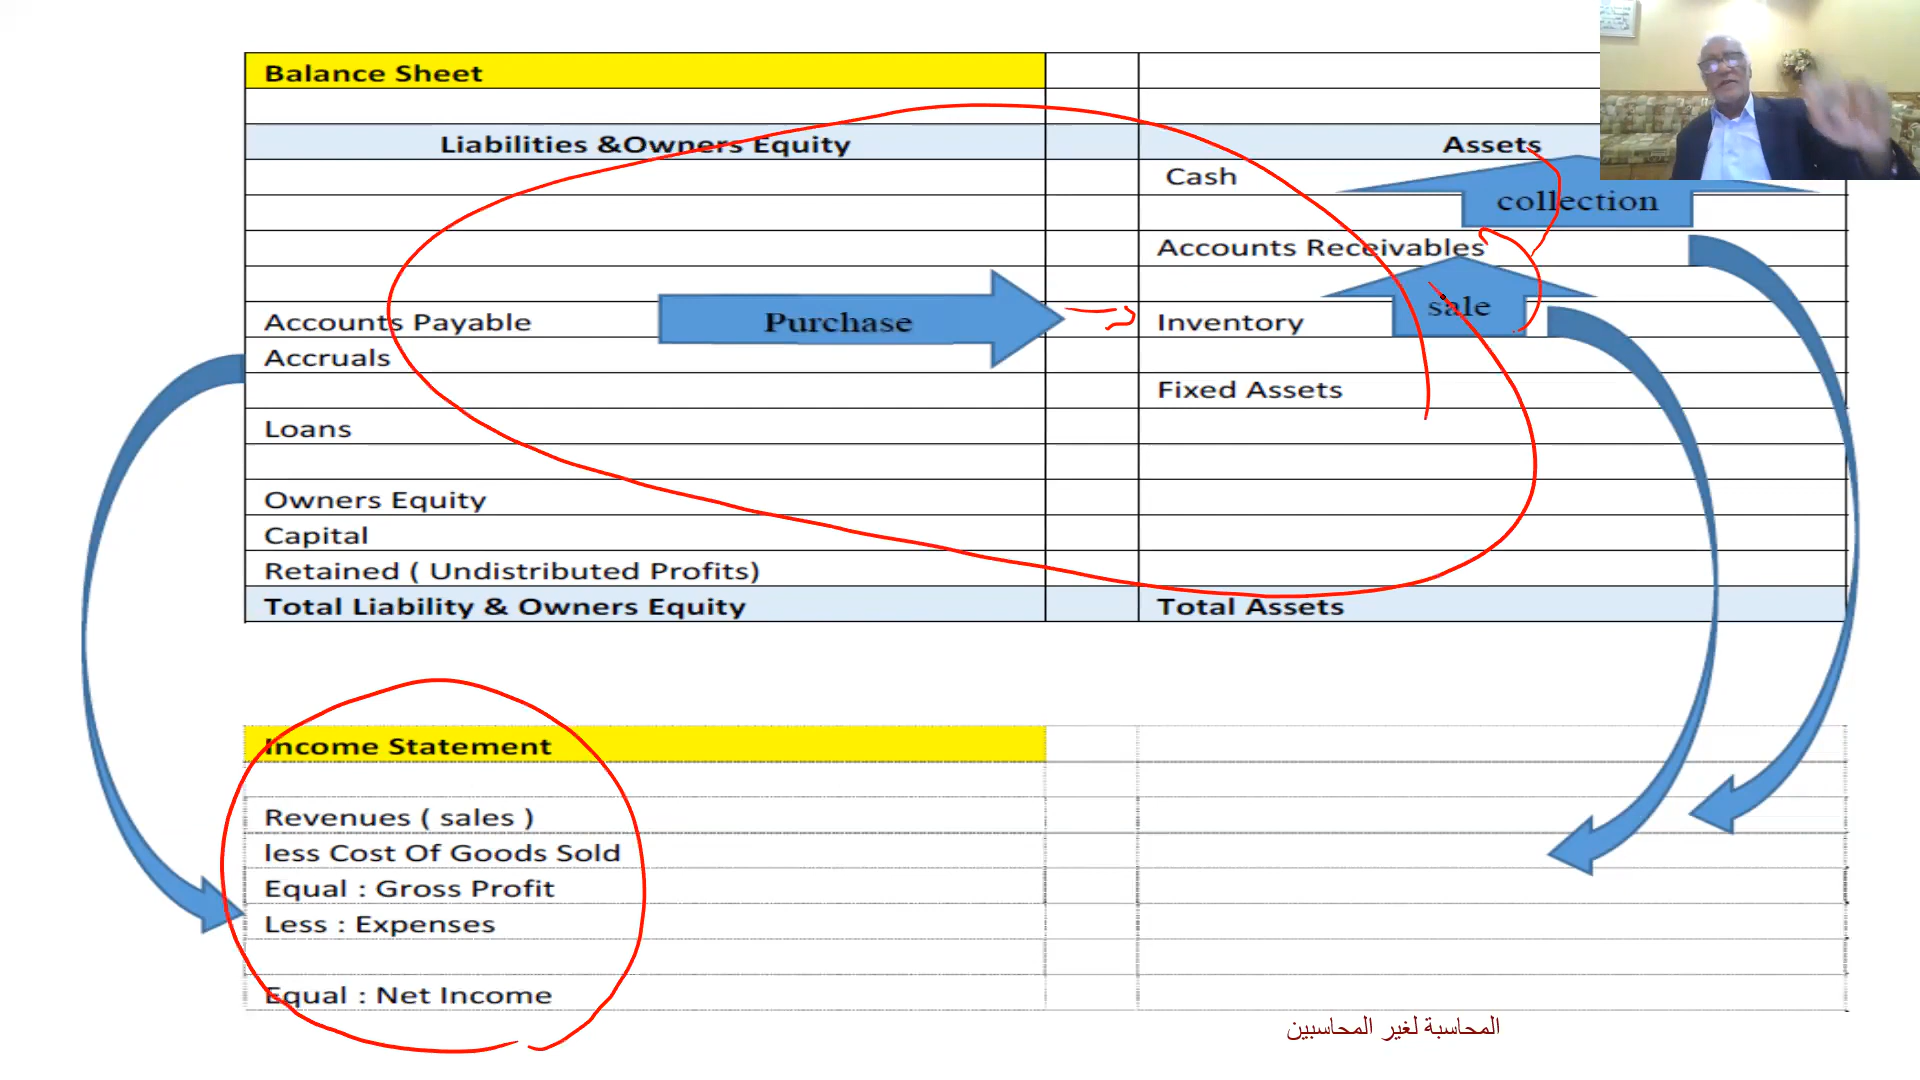 Balance Sheet
Liabilities &Owners Equity
Assets
Cash
collection
Accounts Receivables
sale
Accounts Payable
Purchase
Inventory
Accruals
Fixed Assets
Loans
Owners Equity
Capital
Retained ( Undistributed Profits)
Total Liability & Owners Equity
Total Assets
Income Statement
Revenues ( sales )
less Cost Of Goods Sold
Equal : Gross Profit
Less : Expenses
Equal : Net Income
المحاسبة لغير المحاسبين